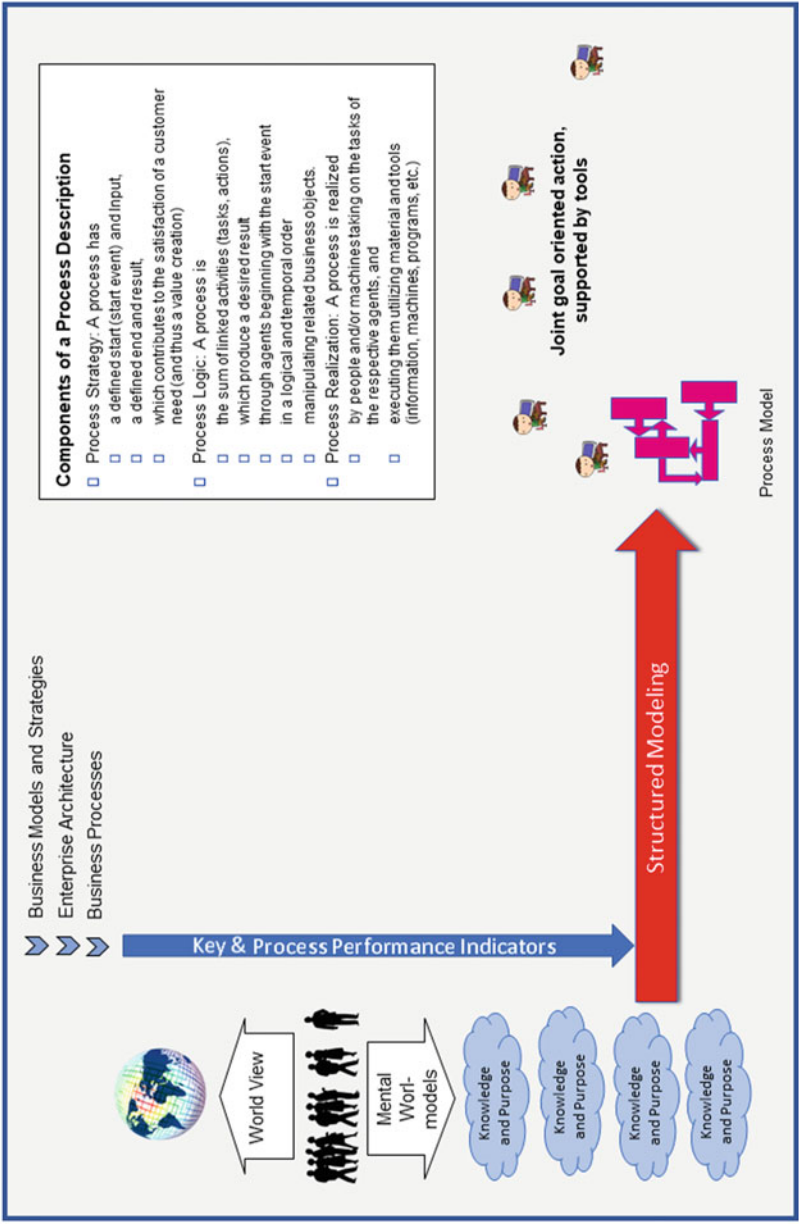 Business Models and Strategies
Enterprise Architecture
Business Processes
Components of a Process Description
Process Strategy: A process has
a defined start (start event) and Input,
a defined end and result,
which contributes to the satisfaction of a customer
need (and thus a value creation)
Process Logic: A process is
the sum of linked activities (tasks, actions),
which produce a desired result
through agents beginning with the start event
in a logical and temporal order
manipulating related business objects.
Process Realization: A process is realized
by people and/or machines taking on the tasks of
the respective agents, and
executing them utilizing material and tools
(information, machines, programs, etc.)
World View
Key & Process Performance Indicators
Mental
Worl-
models
Knowledge
and Purpose
Knowledge
and Purpose
Knowledge
and Purpose
Knowledge
and Purpose
Structured Modeling
Joint goal oriented action,
supported by tools
Process Model